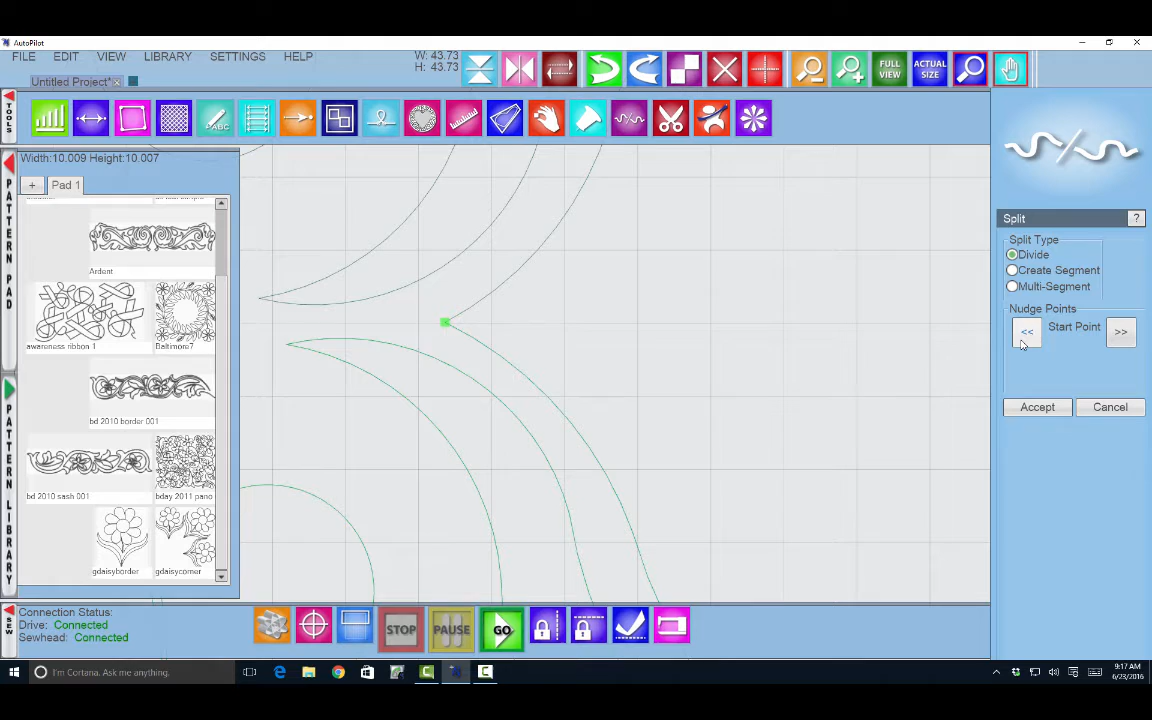 AutoPilot
FILE EDIT VIEW LIBRARY SETTINGS HELP
W: 43.73
H: 43.73
FULL VIEW
ACTUAL SIZE
Untitled Project*
TOOLS
ABC
Width:10.009 Height:10.007
+ Pad 1
PATTERN PAD
Ardent
awareness ribbon 1 Baltimore7
bd 2010 border 001
bd 2010 sash 001 bday 2011 pano
gdaisyborder gdaisycorner
PATTERN LIBRARY
Split ?
Split Type
Divide
Create Segment
Multi-Segment
Nudge Points
<< Start Point >>
Accept Cancel
SEW
Connection Status:
Drive: Connected
Sewhead: Connected
STOP PAUSE GO
I'm Cortana. Ask me anything.
9:17 AM
6/23/2016